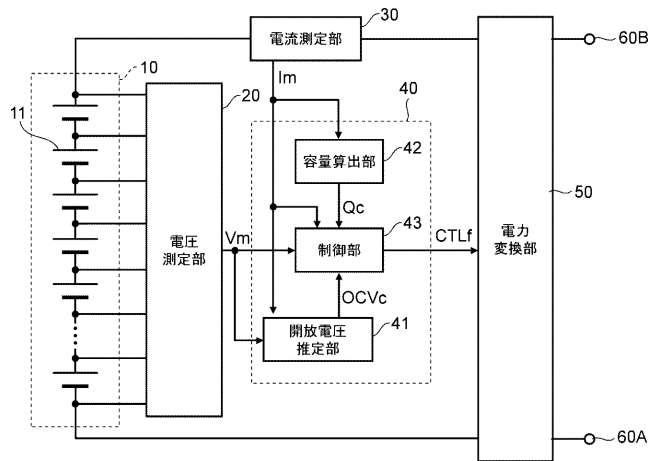 30
電流測定部
60B
10
Im
20
40
11
容量算出部
42
50
Qc
43
電圧
測定部
Vm
制御部
CTLf
電力
変換部
OCVc
開放電圧
推定部
41
60A